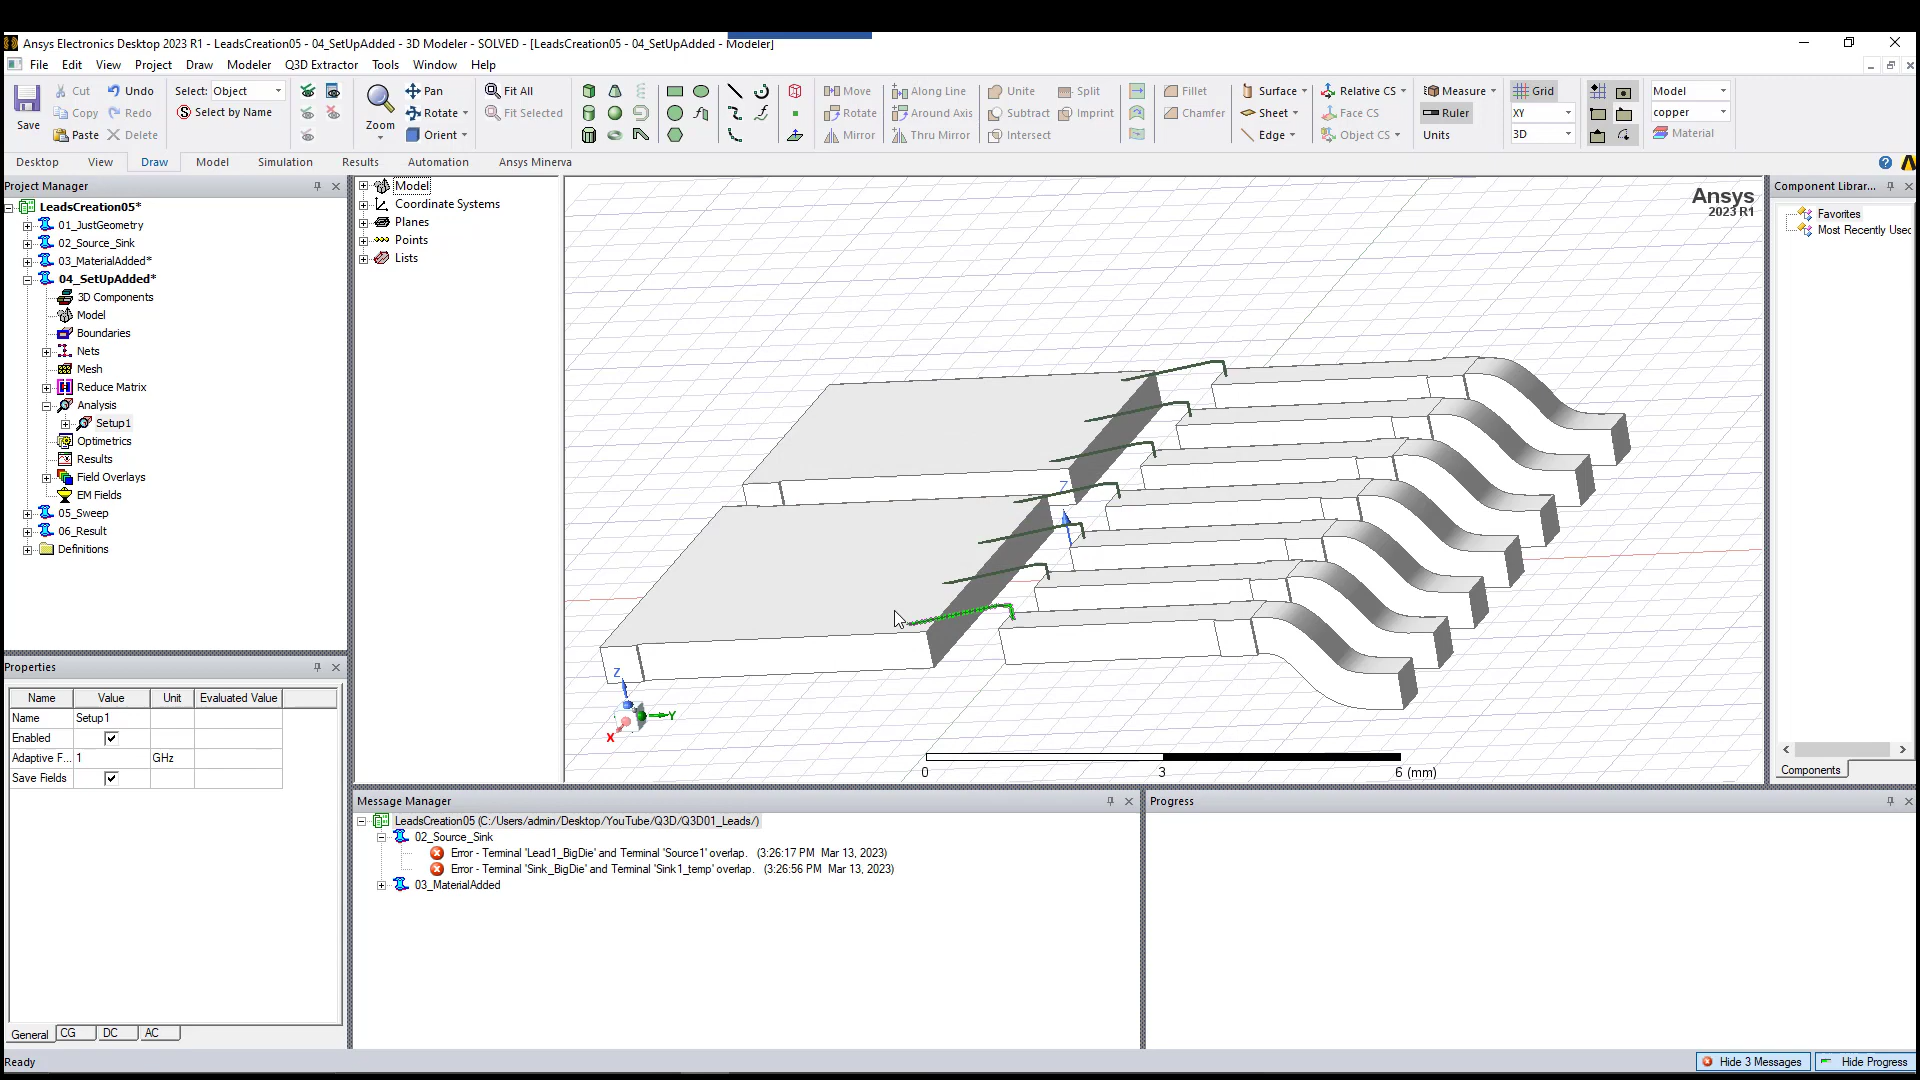 Ansys Electronics Desktop 2023 R1 - LeadsCreation05 - 04_SetUpAdded - 3D Modeler - SOLVED - [LeadsCreation05 - 04_SetUpAdded - Modeler]
File Edit View Project Draw Modeler Q3D Extractor Tools Window Help
Save
Cut
Copy
Paste
Undo
Redo
Delete
Select: Object
Select by Name
Zoom
Pan
Rotate
Orient
Fit All
Fit Selected
Move
Rotate
Mirror
Along Line
Around Axis
Thru Mirror
Unite
Subtract
Intersect
Split
Imprint
Fillet
Chamfer
Surface
Sheet
Edge
Relative CS
Face CS
Object CS
Measure
Ruler
Units
Grid
XY
3D
Model
copper
Material
Desktop View Draw Model Simulation Results Automation Ansys Minerva
Project Manager
LeadsCreation05*
01_JustGeometry
02_Source_Sink
03_MaterialAdded*
04_SetUpAdded*
3D Components
Model
Boundaries
Nets
Mesh
Reduce Matrix
Analysis
Setup1
Optimetrics
Results
Field Overlays
EM Fields
05_Sweep
06_Result
Definitions
Model
Coordinate Systems
Planes
Points
Lists
Ansys
2023 R1
Z
Z
Y
X
0 3 6 (mm)
Component Librar...
Favorites
Most Recently Used
Components
Properties
Name Value Unit Evaluated Value
Name Setup1
Enabled
Adaptive F... 1 GHz
Save Fields
General CG DC AC
Message Manager
LeadsCreation05 (C:/Users/admin/Desktop/YouTube/Q3D/Q3D01_Leads/)
02_Source_Sink
Error - Terminal 'Lead1_BigDie' and Terminal 'Source1' overlap. (3:26:17 PM Mar 13, 2023)
Error - Terminal 'Sink_BigDie' and Terminal 'Sink1_temp' overlap. (3:26:56 PM Mar 13, 2023)
03_MaterialAdded
Progress
Ready
Hide 3 Messages
Hide Progress